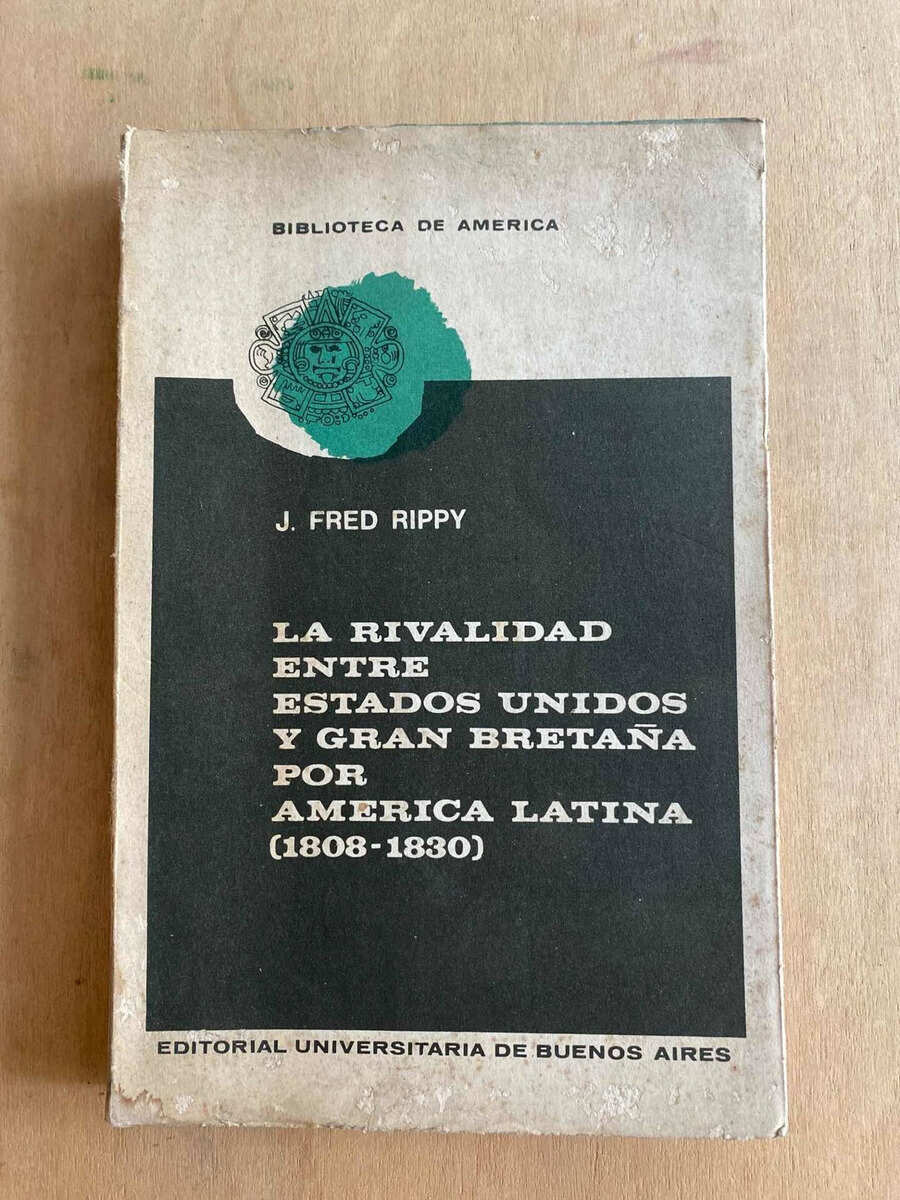 BIBLIOTECA DE AMERICA
J. FRED RIPPY
LA RIVALIDAD
ENTRE
ESTADOS UNIDOS
Y GRAN BRETAÑA
POR
AMERICA LATINA
(1808-1830)
EDITORIAL UNIVERSITARIA DE BUENOS AIRES